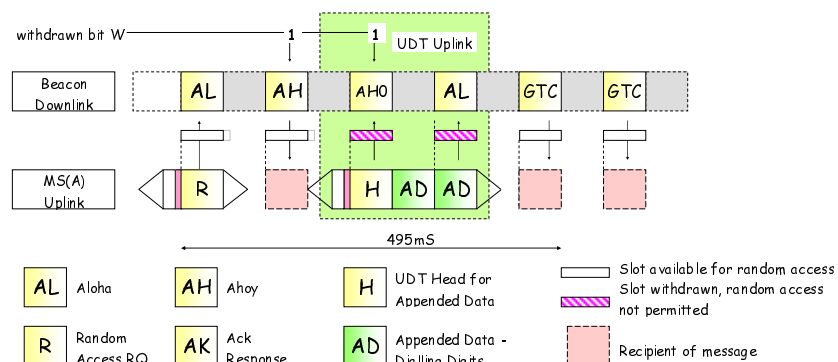 withdrawn bit W
1
1
UDT Uplink
Beacon
Downlink
AL
AH
AH0
AL
GTC
GTC
MS(A)
Uplink
R
H
AD
AD
495mS
AL
Aloha
AH
Ahoy
H
UDT Head for
Appended Data
Slot available for random access
Slot withdrawn, random access
not permitted
R
Random
Access RQ
AK
Ack
Response
AD
Appended Data -
Dialling Digits
Recipient of message